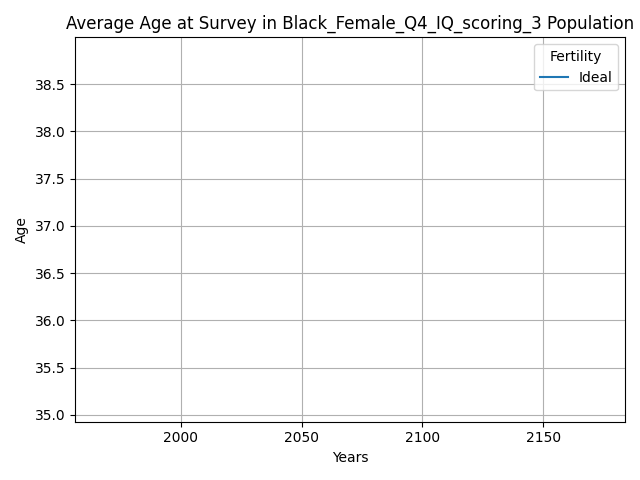 Average Age at Survey in Black_Female_Q4_IQ_scoring_3 Population
Fertility
Ideal
38.5
38.0
37.5
37.0
36.5
36.0
35.5
35.0
Age
2000 2050 2100 2150
Years